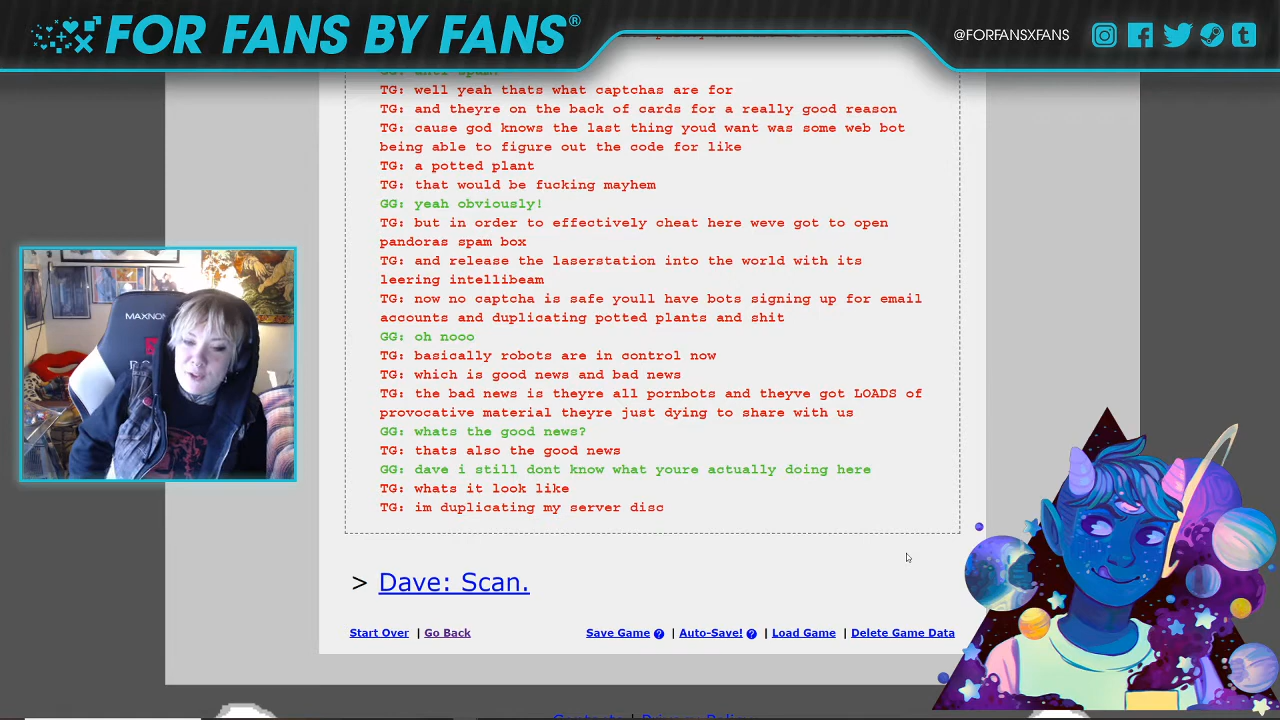 FOR FANS BY FANS®
@FORFANSXFANS
GG: anti spam?
TG: well yeah thats what captchas are for
TG: and theyre on the back of cards for a really good reason
TG: cause god knows the last thing youd want was some web bot
being able to figure out the code for like
TG: a potted plant
TG: that would be fucking mayhem
GG: yeah obviously!
TG: but in order to effectively cheat here weve got to open
pandoras spam box
TG: and release the laserstation into the world with its
leering intellibeam
TG: now no captcha is safe youll have bots signing up for email
accounts and duplicating potted plants and shit
GG: oh nooo
TG: basically robots are in control now
TG: which is good news and bad news
TG: the bad news is theyre all pornbots and theyve got LOADS of
provocative material theyre just dying to share with us
GG: whats the good news?
TG: thats also the good news
GG: dave i still dont know what youre actually doing here
TG: whats it look like
TG: im duplicating my server disc
> Dave: Scan.
Start Over | Go Back
Save Game ? | Auto-Save! ? | Load Game | Delete Game Data
MAXNOM